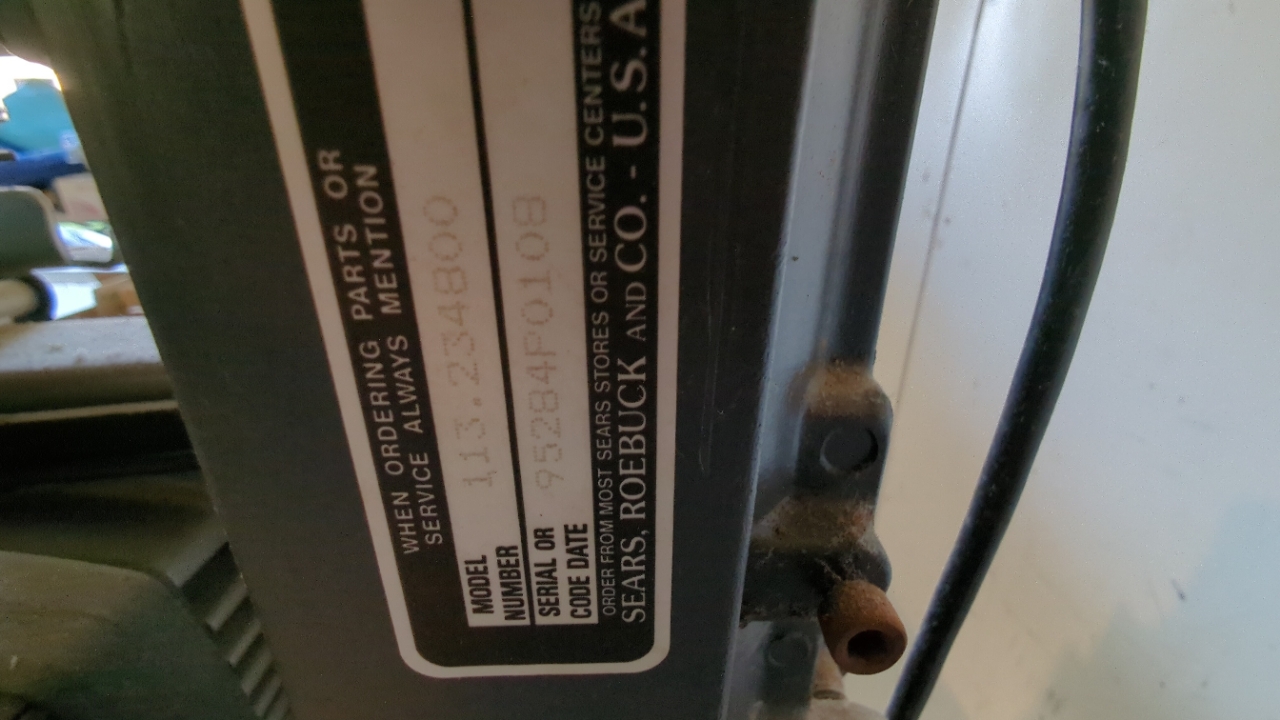 WHEN ORDERING PARTS OR
SERVICE ALWAYS MENTION
MODEL
NUMBER
113.234800
SERIAL OR
CODE DATE
95284P0108
ORDER FROM MOST SEARS STORES OR SERVICE CENTERS
SEARS, ROEBUCK AND CO. - U.S.A